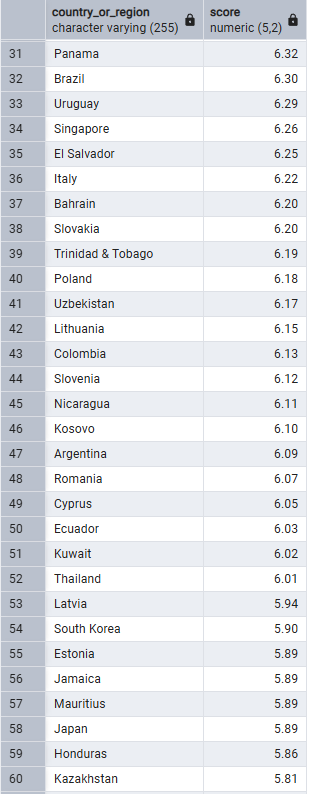 country_or_region score
character varying (255) numeric (5,2)
31 Panama 6.32
32 Brazil 6.30
33 Uruguay 6.29
34 Singapore 6.26
35 El Salvador 6.25
36 Italy 6.22
37 Bahrain 6.20
38 Slovakia 6.20
39 Trinidad & Tobago 6.19
40 Poland 6.18
41 Uzbekistan 6.17
42 Lithuania 6.15
43 Colombia 6.13
44 Slovenia 6.12
45 Nicaragua 6.11
46 Kosovo 6.10
47 Argentina 6.09
48 Romania 6.07
49 Cyprus 6.05
50 Ecuador 6.03
51 Kuwait 6.02
52 Thailand 6.01
53 Latvia 5.94
54 South Korea 5.90
55 Estonia 5.89
56 Jamaica 5.89
57 Mauritius 5.89
58 Japan 5.89
59 Honduras 5.86
60 Kazakhstan 5.81